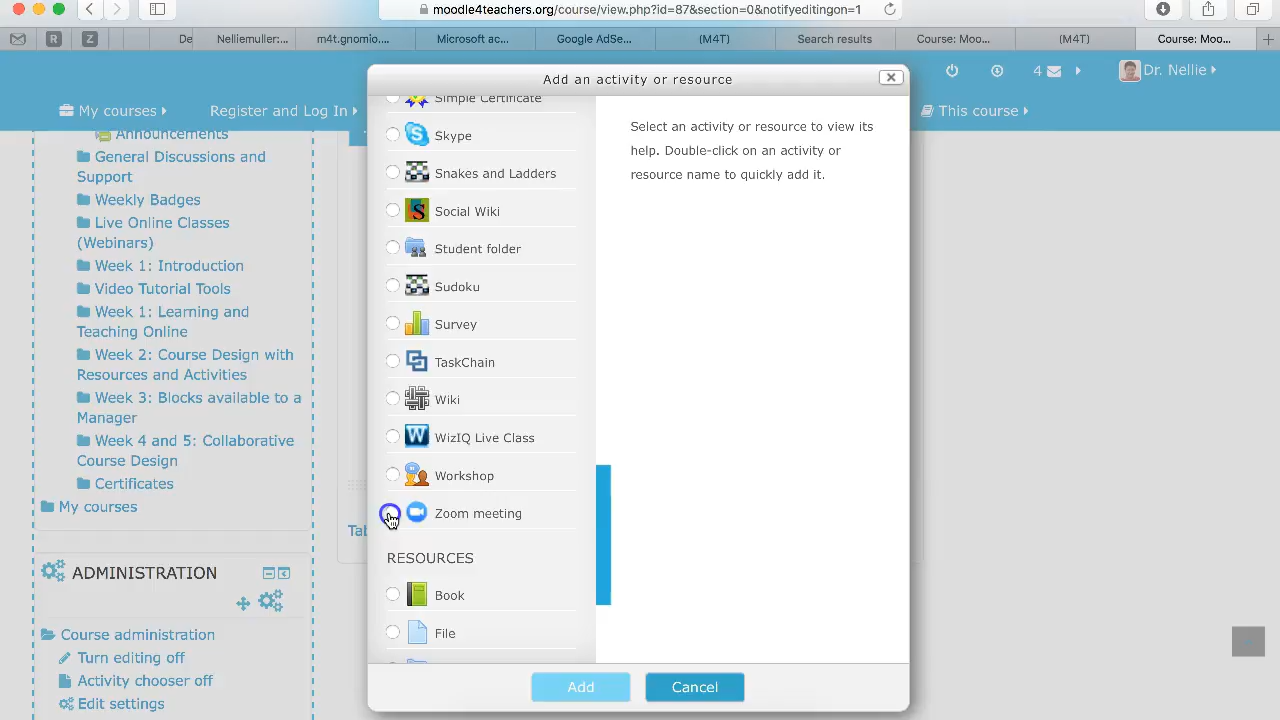 moodle4teachers.org/course/view.php?id=87&section=0&notifyeditingon=1
R
Z
De
Nelliemuller:...
m4t.gnomio....
Microsoft ac...
Google AdSe...
(M4T)
Search results
Course: Moo...
(M4T)
Course: Moo...
Add an activity or resource
4
Dr. Nellie
My courses
Register and Log In
This course
Announcements
General Discussions and
Support
Weekly Badges
Live Online Classes
(Webinars)
Week 1: Introduction
Video Tutorial Tools
Week 1: Learning and
Teaching Online
Week 2: Course Design with
Resources and Activities
Week 3: Blocks available to a
Manager
Week 4 and 5: Collaborative
Course Design
Certificates
My courses
ADMINISTRATION
Course administration
Turn editing off
Activity chooser off
Edit settings
Simple Certificate
Skype
Snakes and Ladders
Social Wiki
Student folder
Sudoku
Survey
TaskChain
Wiki
WizIQ Live Class
Workshop
Zoom meeting
RESOURCES
Book
File
Select an activity or resource to view its
help. Double-click on an activity or
resource name to quickly add it.
Tab
Add
Cancel